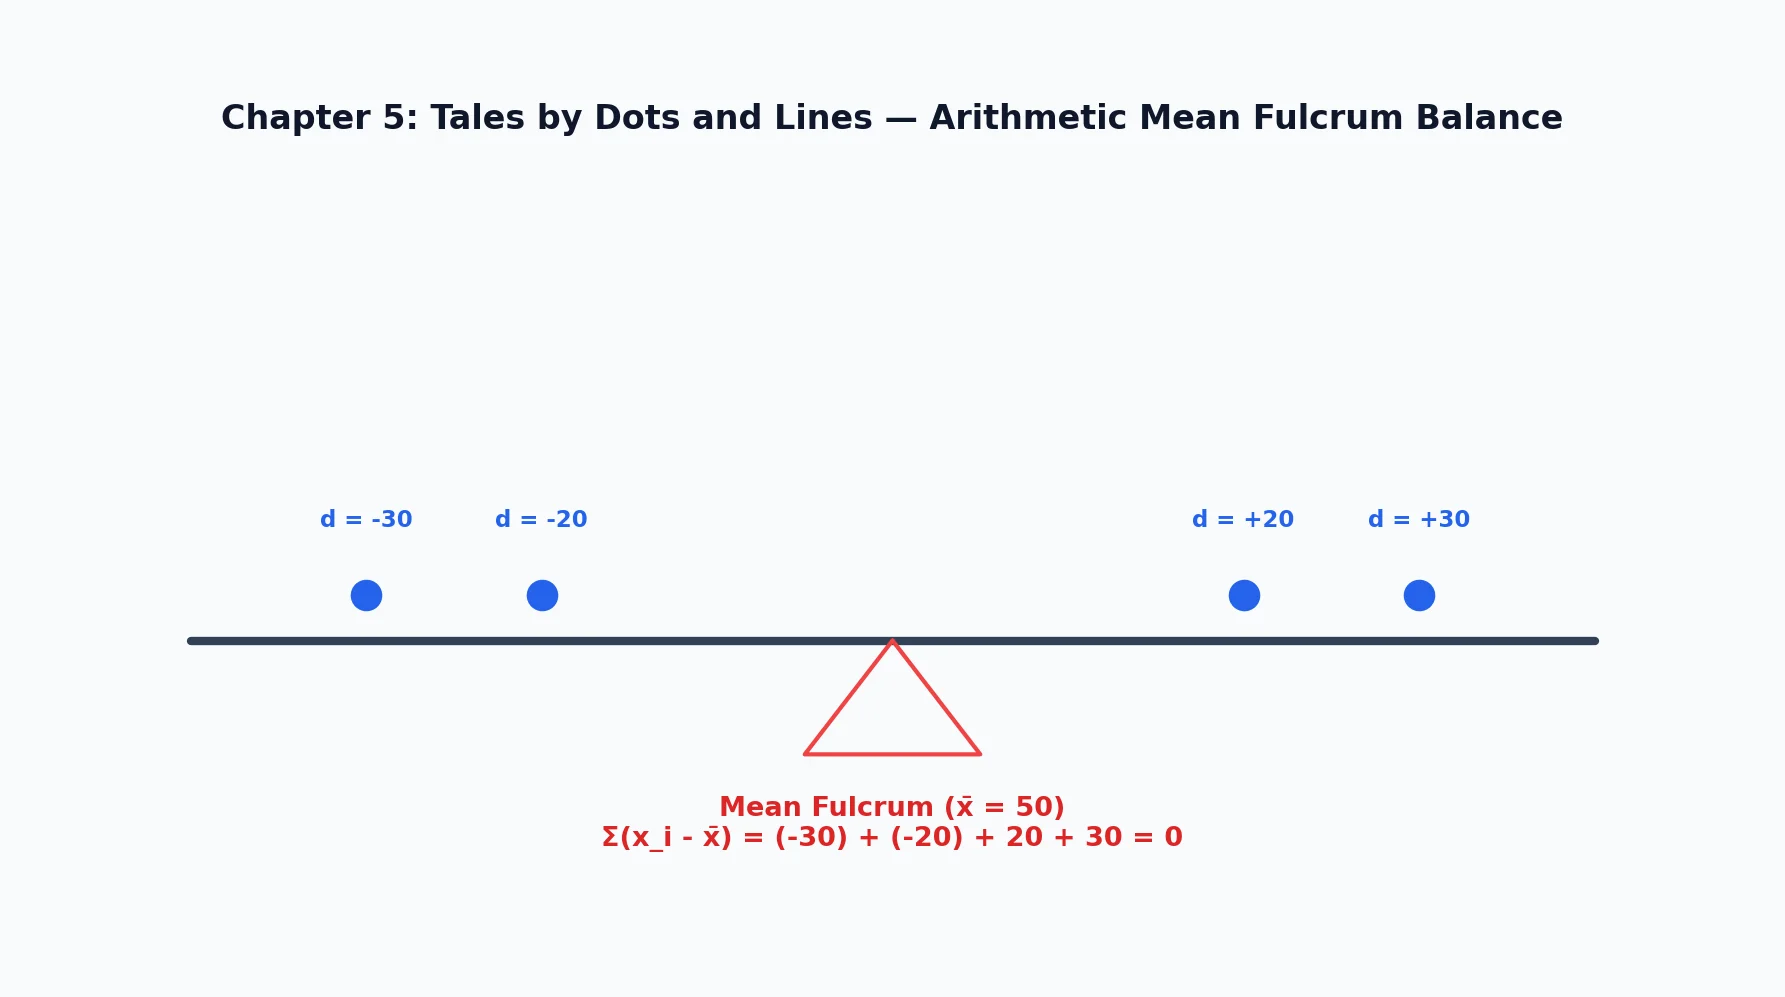 Chapter 5: Tales by Dots and Lines — Arithmetic Mean Fulcrum Balance
d = -30
d = -20
d = +20
d = +30
Mean Fulcrum (x̄ = 50)
Σ(x_i - x̄) = (-30) + (-20) + 20 + 30 = 0